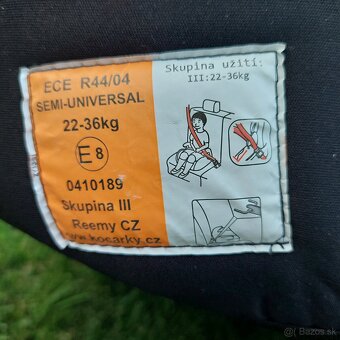 ECE R44/04
SEMI-UNIVERSAL
22-36kg
E 8
0410189
Skupina III
Reemy CZ
www.kocarky.cz
Skupina užití:
III:22-36kg
© Bazos.sk